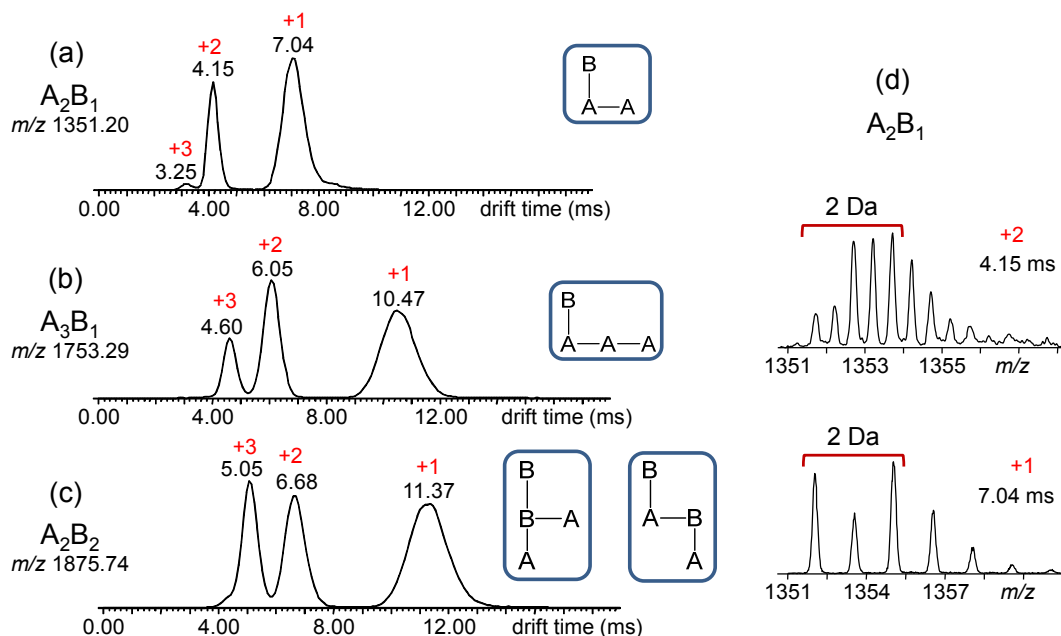 (a)
A₂B₁
m/z 1351.20
+3
3.25
+2
4.15
+1
7.04
B
A—A
0.00 4.00 8.00 12.00 drift time (ms)
(b)
A₃B₁
m/z 1753.29
+3
4.60
+2
6.05
+1
10.47
B
A—A—A
0.00 4.00 8.00 12.00 drift time (ms)
(c)
A₂B₂
m/z 1875.74
+3
5.05
+2
6.68
+1
11.37
B
B—A
A
B
A—B
A
0.00 4.00 8.00 12.00 drift time (ms)
(d)
A₂B₁
2 Da
+2
4.15 ms
1351 1353 1355 m/z
2 Da
+1
7.04 ms
1351 1354 1357 m/z